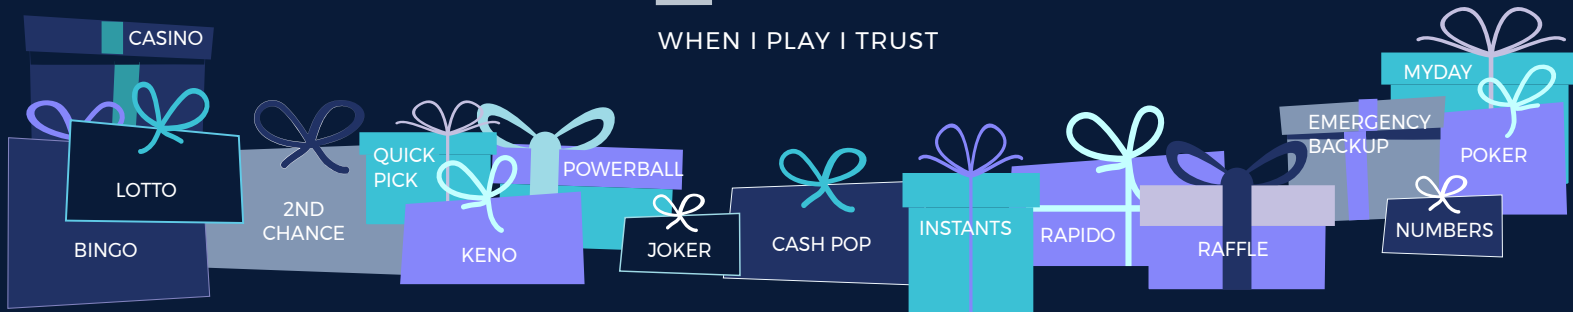 WHEN I PLAY I TRUST
CASINO
LOTTO
BINGO
2ND
CHANCE
QUICK
PICK
KENO
POWERBALL
JOKER
CASH POP
INSTANTS
RAPIDO
RAFFLE
EMERGENCY
BACKUP
MYDAY
POKER
NUMBERS